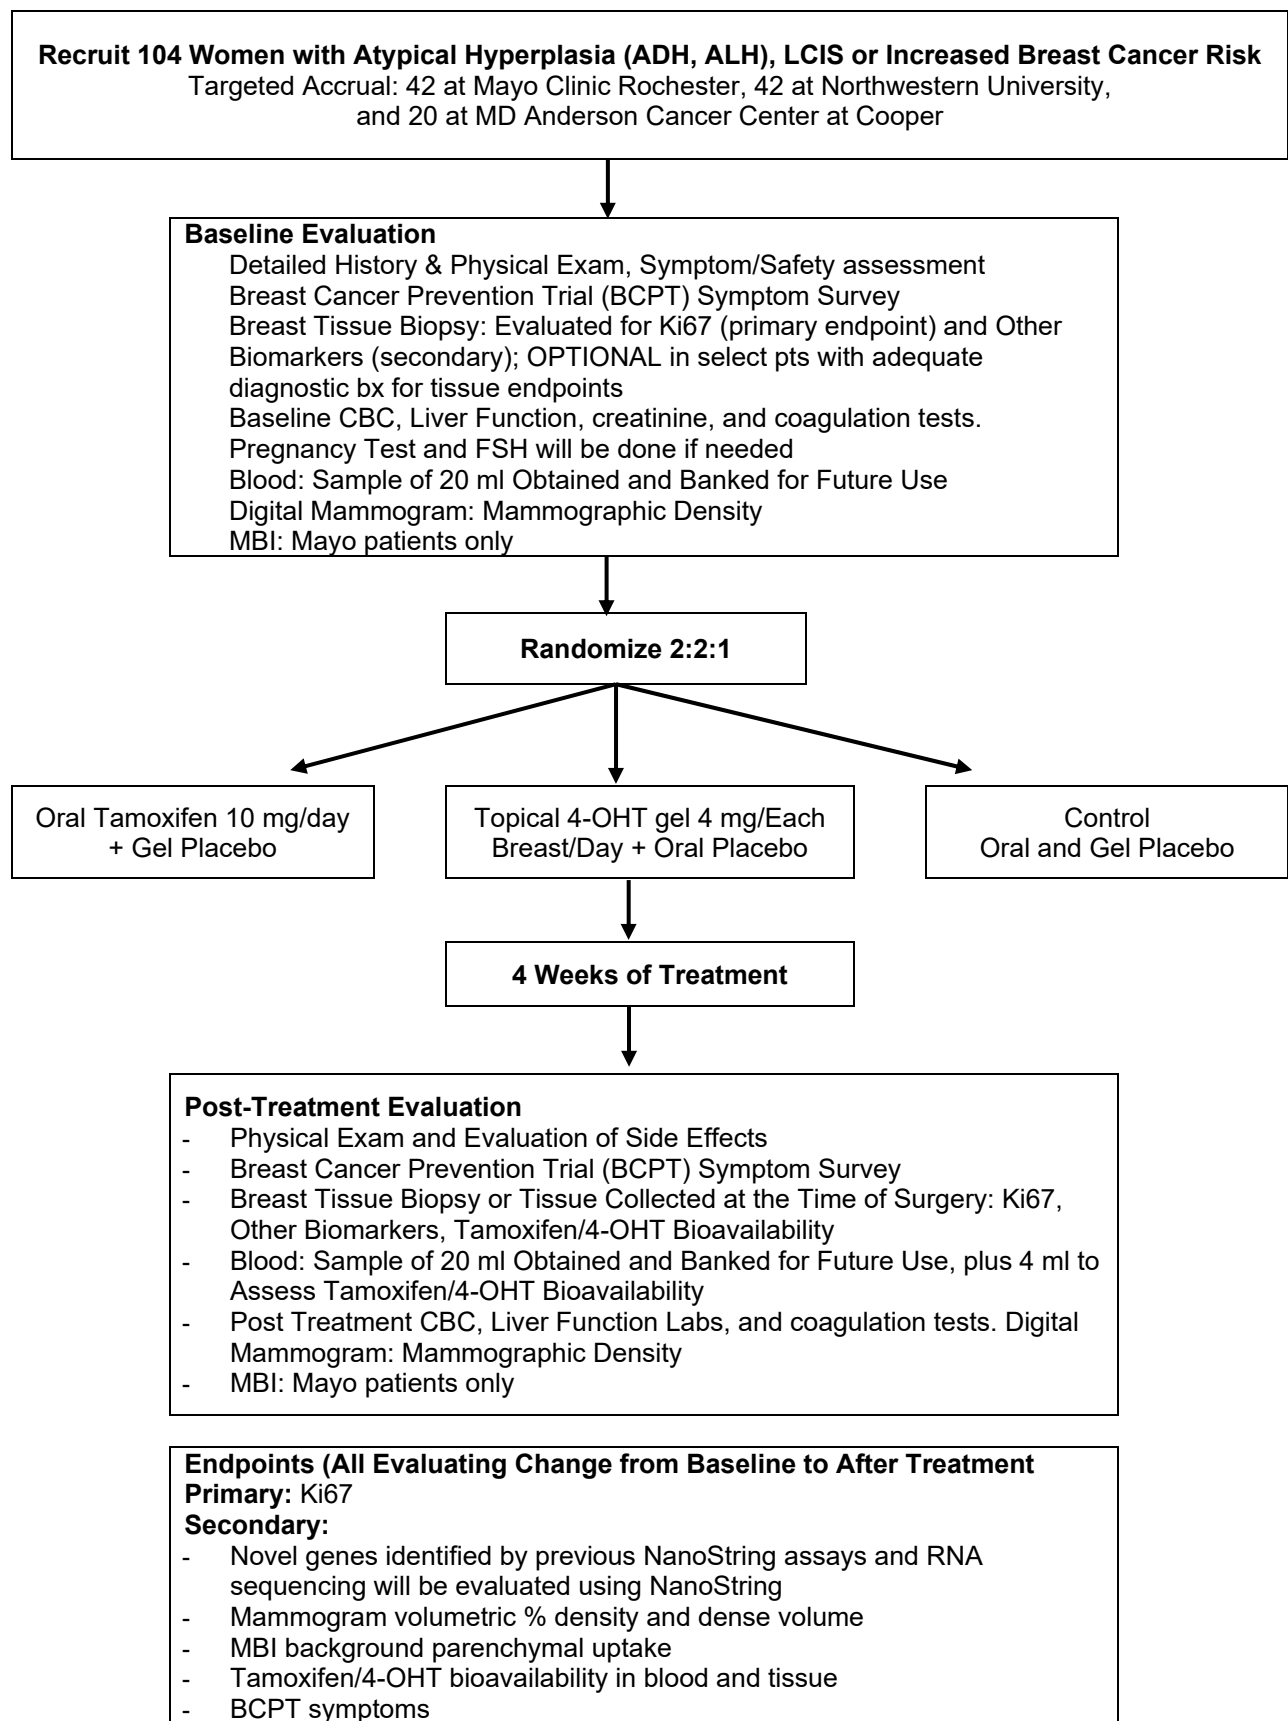 Recruit 104 Women with Atypical Hyperplasia (ADH, ALH), LCIS or Increased Breast Cancer Risk
Targeted Accrual: 42 at Mayo Clinic Rochester, 42 at Northwestern University,
and 20 at MD Anderson Cancer Center at Cooper
Baseline Evaluation
Detailed History & Physical Exam, Symptom/Safety assessment
Breast Cancer Prevention Trial (BCPT) Symptom Survey
Breast Tissue Biopsy: Evaluated for Ki67 (primary endpoint) and Other
Biomarkers (secondary); OPTIONAL in select pts with adequate
diagnostic bx for tissue endpoints
Baseline CBC, Liver Function, creatinine, and coagulation tests.
Pregnancy Test and FSH will be done if needed
Blood: Sample of 20 ml Obtained and Banked for Future Use
Digital Mammogram: Mammographic Density
MBI: Mayo patients only
Randomize 2:2:1
Oral Tamoxifen 10 mg/day
+ Gel Placebo
Topical 4-OHT gel 4 mg/Each
Breast/Day + Oral Placebo
Control
Oral and Gel Placebo
4 Weeks of Treatment
Post-Treatment Evaluation
- Physical Exam and Evaluation of Side Effects
- Breast Cancer Prevention Trial (BCPT) Symptom Survey
- Breast Tissue Biopsy or Tissue Collected at the Time of Surgery: Ki67,
Other Biomarkers, Tamoxifen/4-OHT Bioavailability
- Blood: Sample of 20 ml Obtained and Banked for Future Use, plus 4 ml to
Assess Tamoxifen/4-OHT Bioavailability
- Post Treatment CBC, Liver Function Labs, and coagulation tests. Digital
Mammogram: Mammographic Density
- MBI: Mayo patients only
Endpoints (All Evaluating Change from Baseline to After Treatment
Primary: Ki67
Secondary:
- Novel genes identified by previous NanoString assays and RNA
sequencing will be evaluated using NanoString
- Mammogram volumetric % density and dense volume
- MBI background parenchymal uptake
- Tamoxifen/4-OHT bioavailability in blood and tissue
- BCPT symptoms